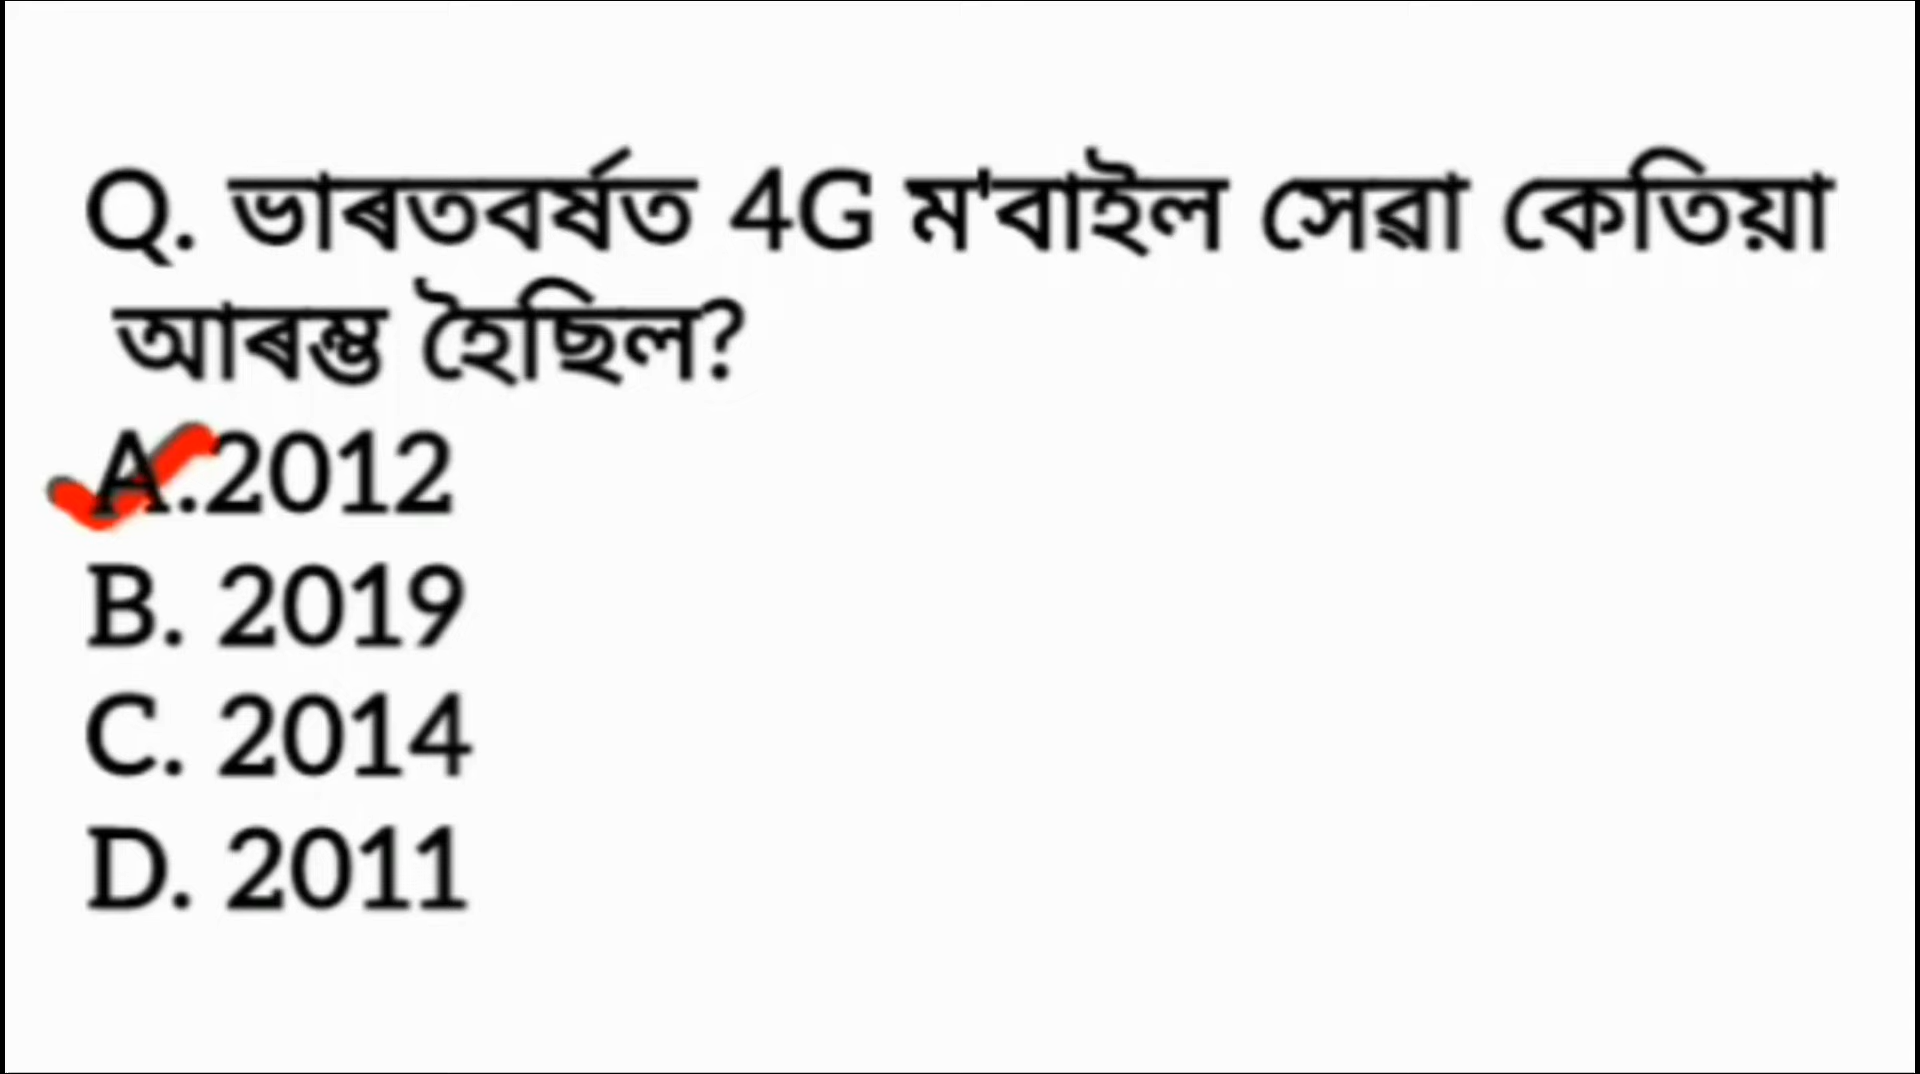 Q. ভাৰতবৰ্ষত 4G ম'বাইল সেৱা কেতিয়া
আৰম্ভ হৈছিল?
A.2012
B. 2019
C. 2014
D. 2011